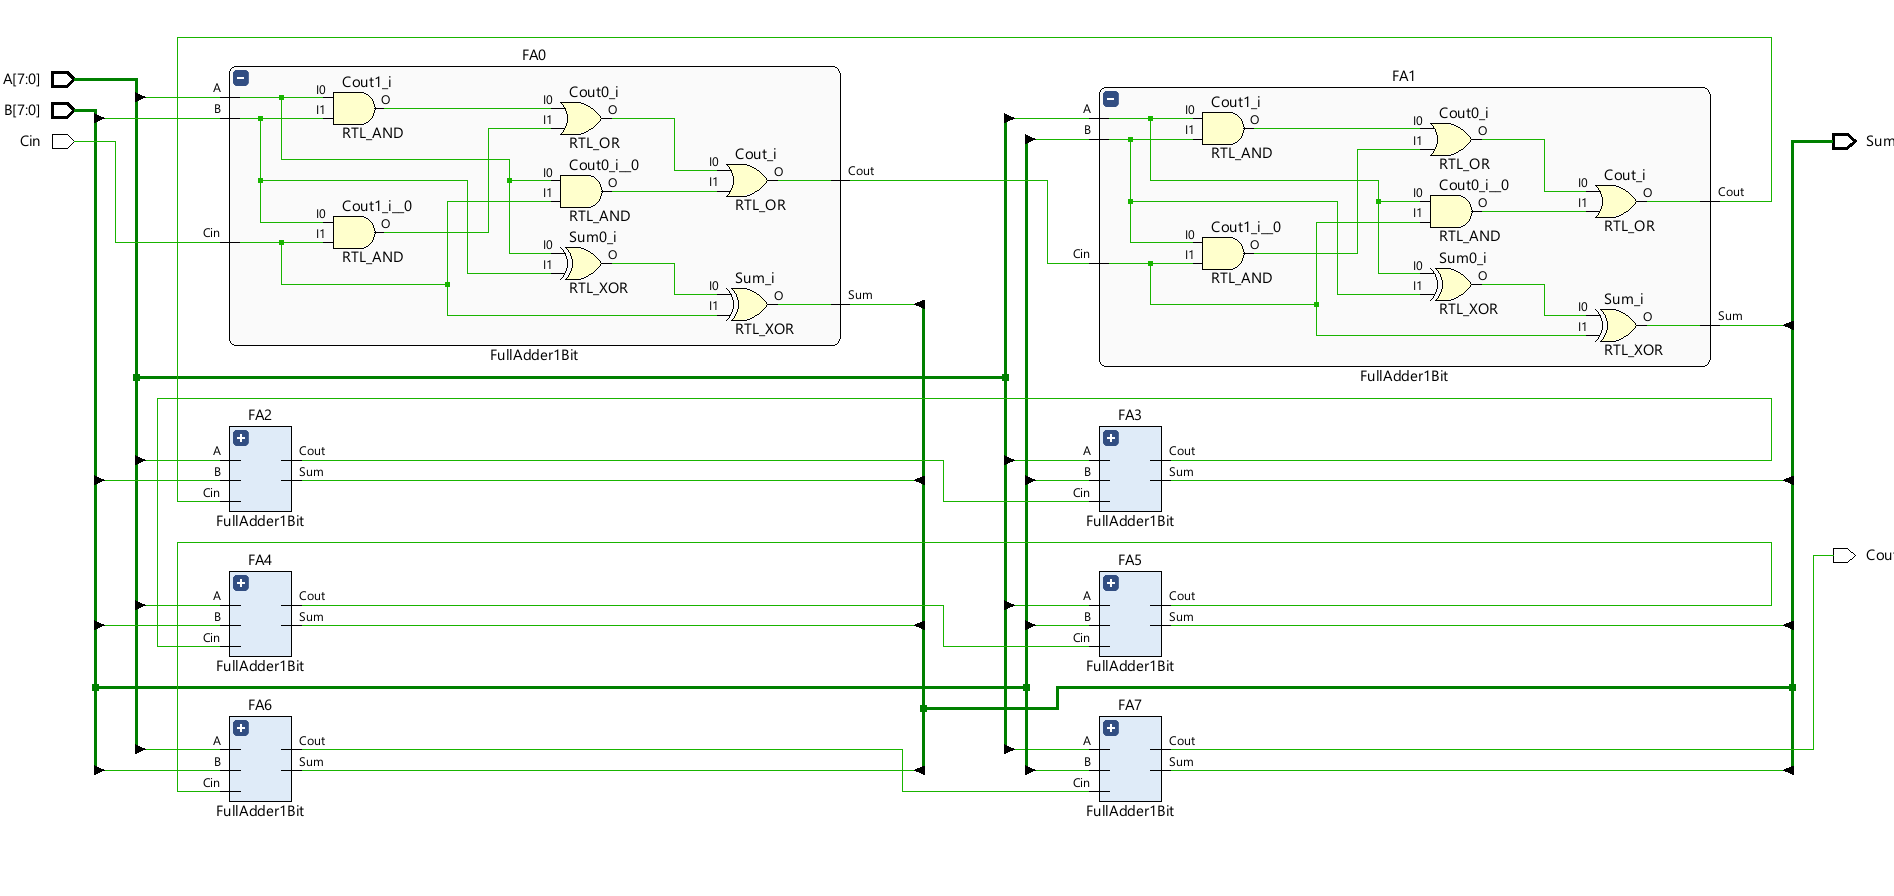 A[7:0]
B[7:0]
Cin
FA0
A
B
Cin
Cout1_i
I0
I1
O
RTL_AND
Cout1_i__0
I0
I1
O
RTL_AND
Cout0_i
I0
I1
O
RTL_OR
Cout0_i__0
I0
I1
O
RTL_AND
Sum0_i
I0
I1
O
RTL_XOR
Cout_i
I0
I1
O
RTL_OR
Sum_i
I0
I1
O
RTL_XOR
Cout
Sum
FullAdder1Bit
FA1
A
B
Cin
Cout1_i
I0
I1
O
RTL_AND
Cout1_i__0
I0
I1
O
RTL_AND
Cout0_i
I0
I1
O
RTL_OR
Cout0_i__0
I0
I1
O
RTL_AND
Sum0_i
I0
I1
O
RTL_XOR
Cout_i
I0
I1
O
RTL_OR
Sum_i
I0
I1
O
RTL_XOR
Cout
Sum
FullAdder1Bit
Sum
FA2
A
B
Cin
Cout
Sum
FullAdder1Bit
FA3
A
B
Cin
Cout
Sum
FullAdder1Bit
FA4
A
B
Cin
Cout
Sum
FullAdder1Bit
FA5
A
B
Cin
Cout
Sum
FullAdder1Bit
FA6
A
B
Cin
Cout
Sum
FullAdder1Bit
FA7
A
B
Cin
Cout
Sum
FullAdder1Bit